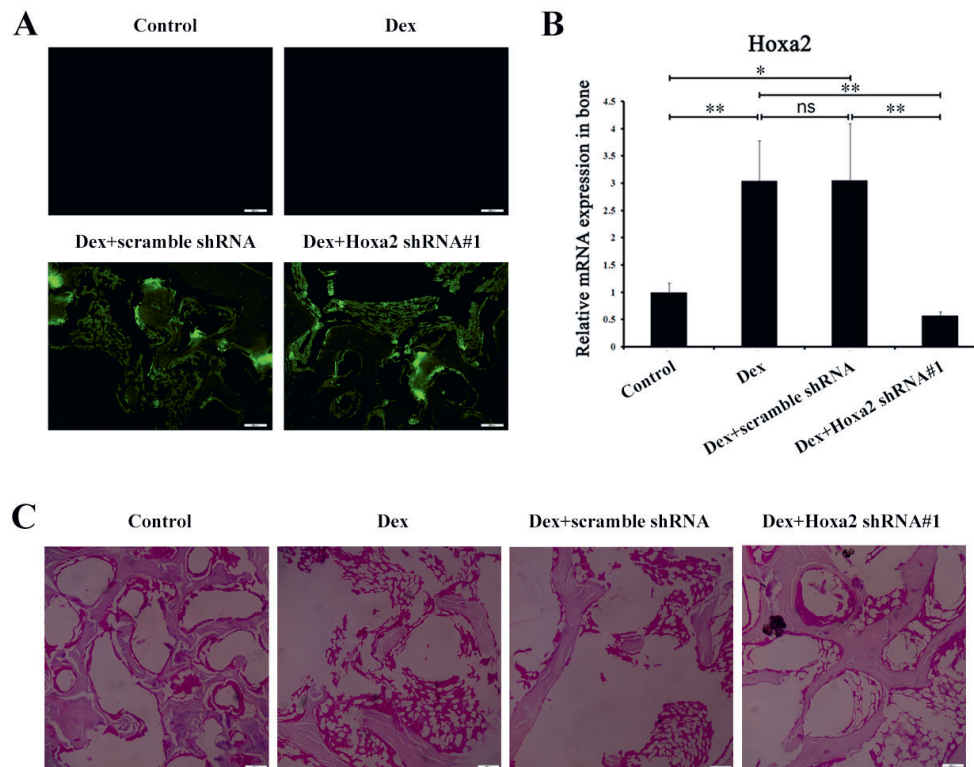 A
Control
Dex
Dex+scramble shRNA
Dex+Hoxa2 shRNA#1
B
Hoxa2
Relative mRNA expression in bone
4.5
4
3.5
3
2.5
2
1.5
1
0.5
0
*
**
**
ns
**
Control
Dex
Dex+scramble shRNA
Dex+Hoxa2 shRNA#1
C
Control
Dex
Dex+scramble shRNA
Dex+Hoxa2 shRNA#1